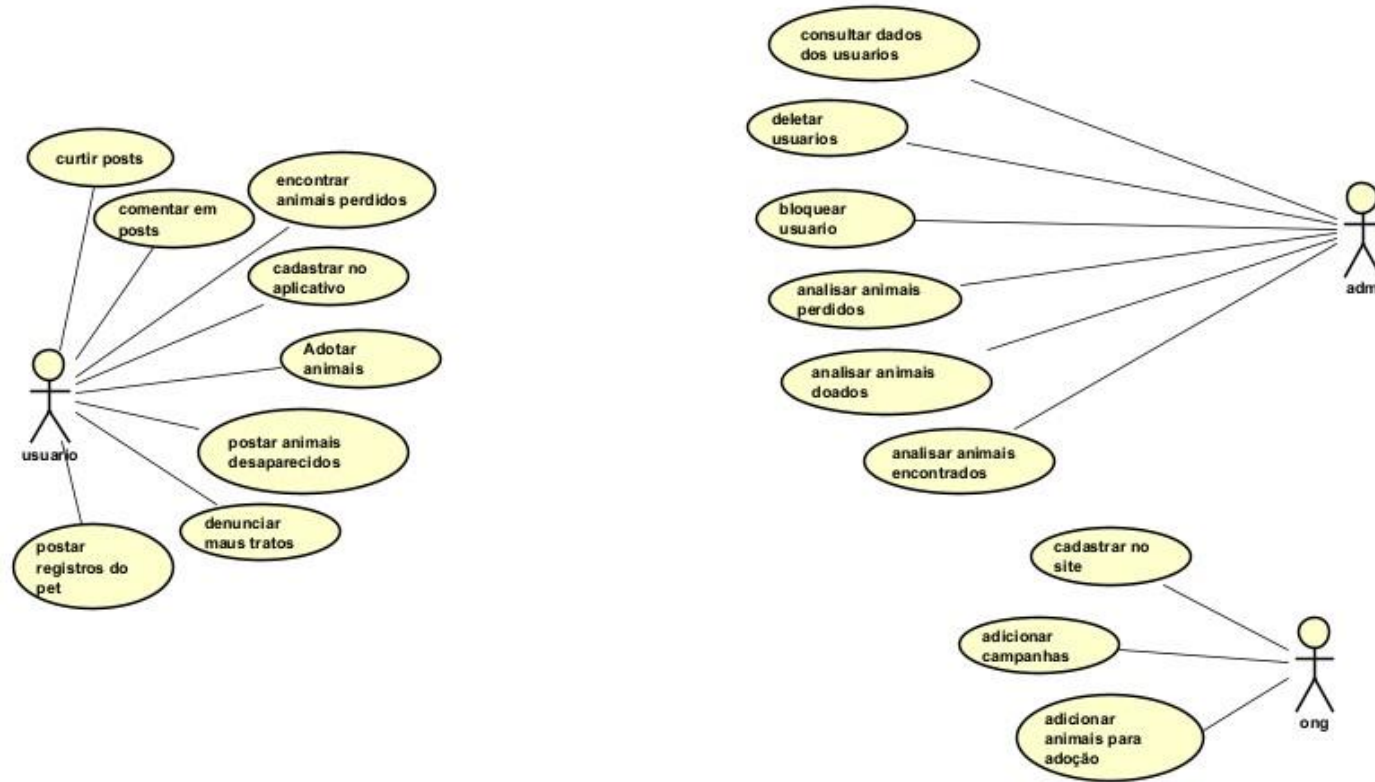 curtir posts
comentar em
posts
encontrar
animais perdidos
cadastrar no
aplicativo
Adotar
animais
postar animais
desaparecidos
denunciar
maus tratos
postar
registros do
pet
usuario
consultar dados
dos usuarios
deletar
usuarios
bloquear
usuario
analisar animais
perdidos
analisar animais
doados
analisar animais
encontrados
adm
cadastrar no
site
adicionar
campanhas
adicionar
animais para
adoção
ong